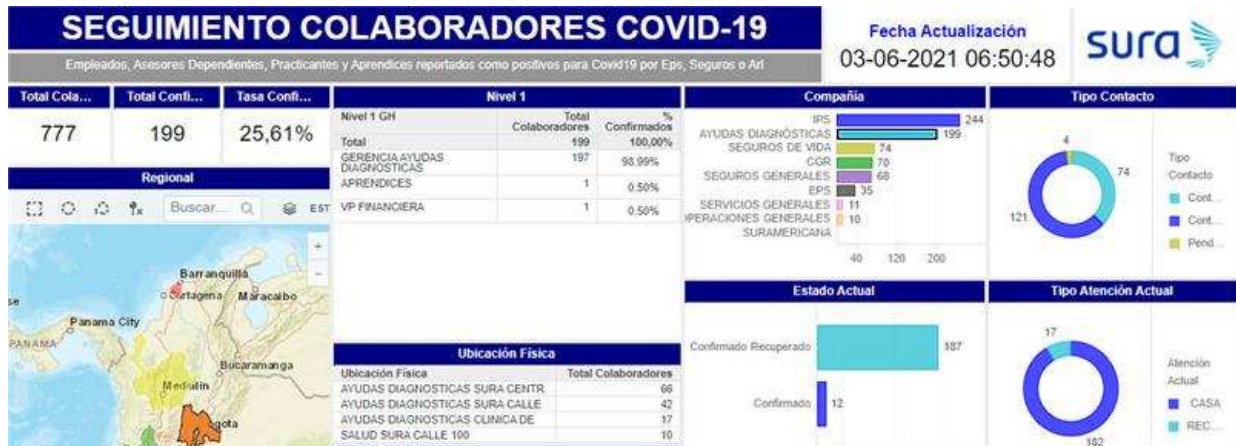 SEGUIMIENTO COLABORADORES COVID-19
Empleados, Asesores Dependientes, Practicantes y Aprendices reportados como positivos para Covid19 por Eps, Seguros o Arl
Fecha Actualización
03-06-2021 06:50:48
sura
Total Cola...
777
Total Confi...
199
Tasa Confi...
25,61%
Regional
Buscar...
EST
+
-
Barranquilla
Cartagena
Maracaibo
Panama City
PANAMA
Bucaramanga
Medellín
ogota
Nivel 1
Nivel 1 GH Total Colaboradores % Confirmados
Total 199 100,00%
GERENCIA AYUDAS DIAGNOSTICAS 197 98.99%
APRENDICES 1 0.50%
VP FINANCIERA 1 0.50%
Ubicación Física
Ubicación Física Total Colaboradores
AYUDAS DIAGNOSTICAS SURA CENTR 66
AYUDAS DIAGNOSTICAS SURA CALLE 42
AYUDAS DIAGNOSTICAS CLINICA DE 17
SALUD SURA CALLE 100 10
Compañia
IPS 244
AYUDAS DIAGNÓSTICAS 199
SEGUROS DE VIDA 74
CGR 70
SEGUROS GENERALES 68
EPS 35
SERVICIOS GENERALES 11
OPERACIONES GENERALES 10
SURAMERICANA
40 120 200
Estado Actual
Confirmado Recuperado 187
Confirmado 12
Tipo Contacto
4
74
121
Tipo
Contacto
Cont...
Cont...
Pend...
Tipo Atención Actual
17
182
Atención
Actual
CASA
REC...